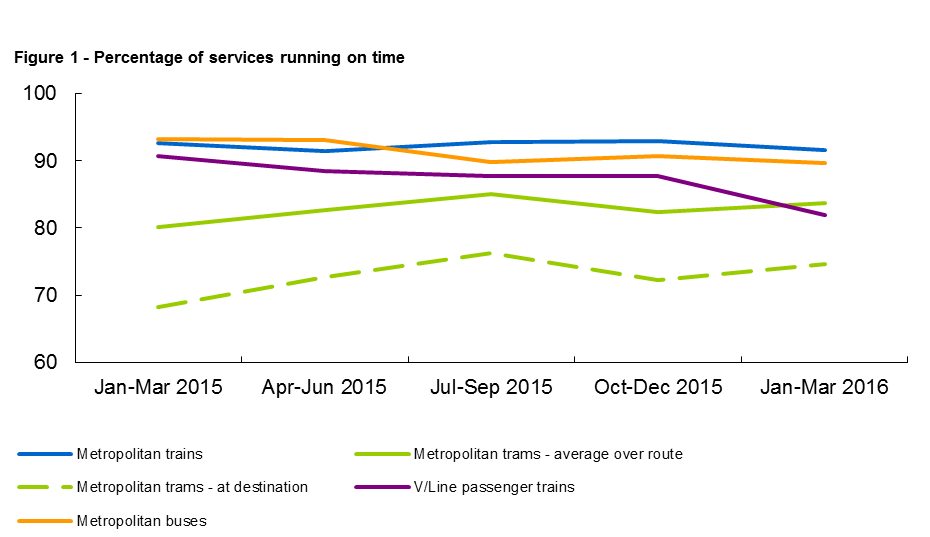 Figure 1 - Percentage of services running on time
100
90
80
70
60
Jan-Mar 2015 Apr-Jun 2015 Jul-Sep 2015 Oct-Dec 2015 Jan-Mar 2016
Metropolitan trains Metropolitan trams - average over route
Metropolitan trams - at destination V/Line passenger trains
Metropolitan buses